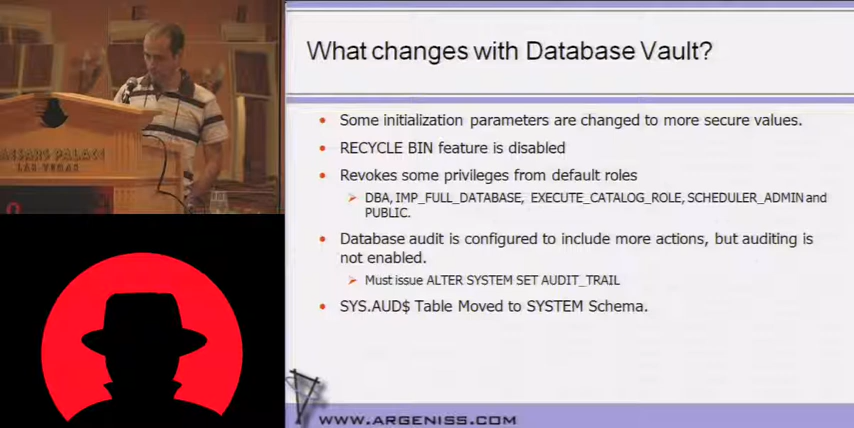 CAESARS PALACE
LAS VEGAS
What changes with Database Vault?
• Some initialization parameters are changed to more secure values.
• RECYCLE BIN feature is disabled
• Revokes some privileges from default roles
➢ DBA, IMP_FULL_DATABASE, EXECUTE_CATALOG_ROLE, SCHEDULER_ADMIN and
PUBLIC.
• Database audit is configured to include more actions, but auditing is
not enabled.
➢ Must issue ALTER SYSTEM SET AUDIT_TRAIL
• SYS.AUD$ Table Moved to SYSTEM Schema.
WWW.ARGENISS.COM